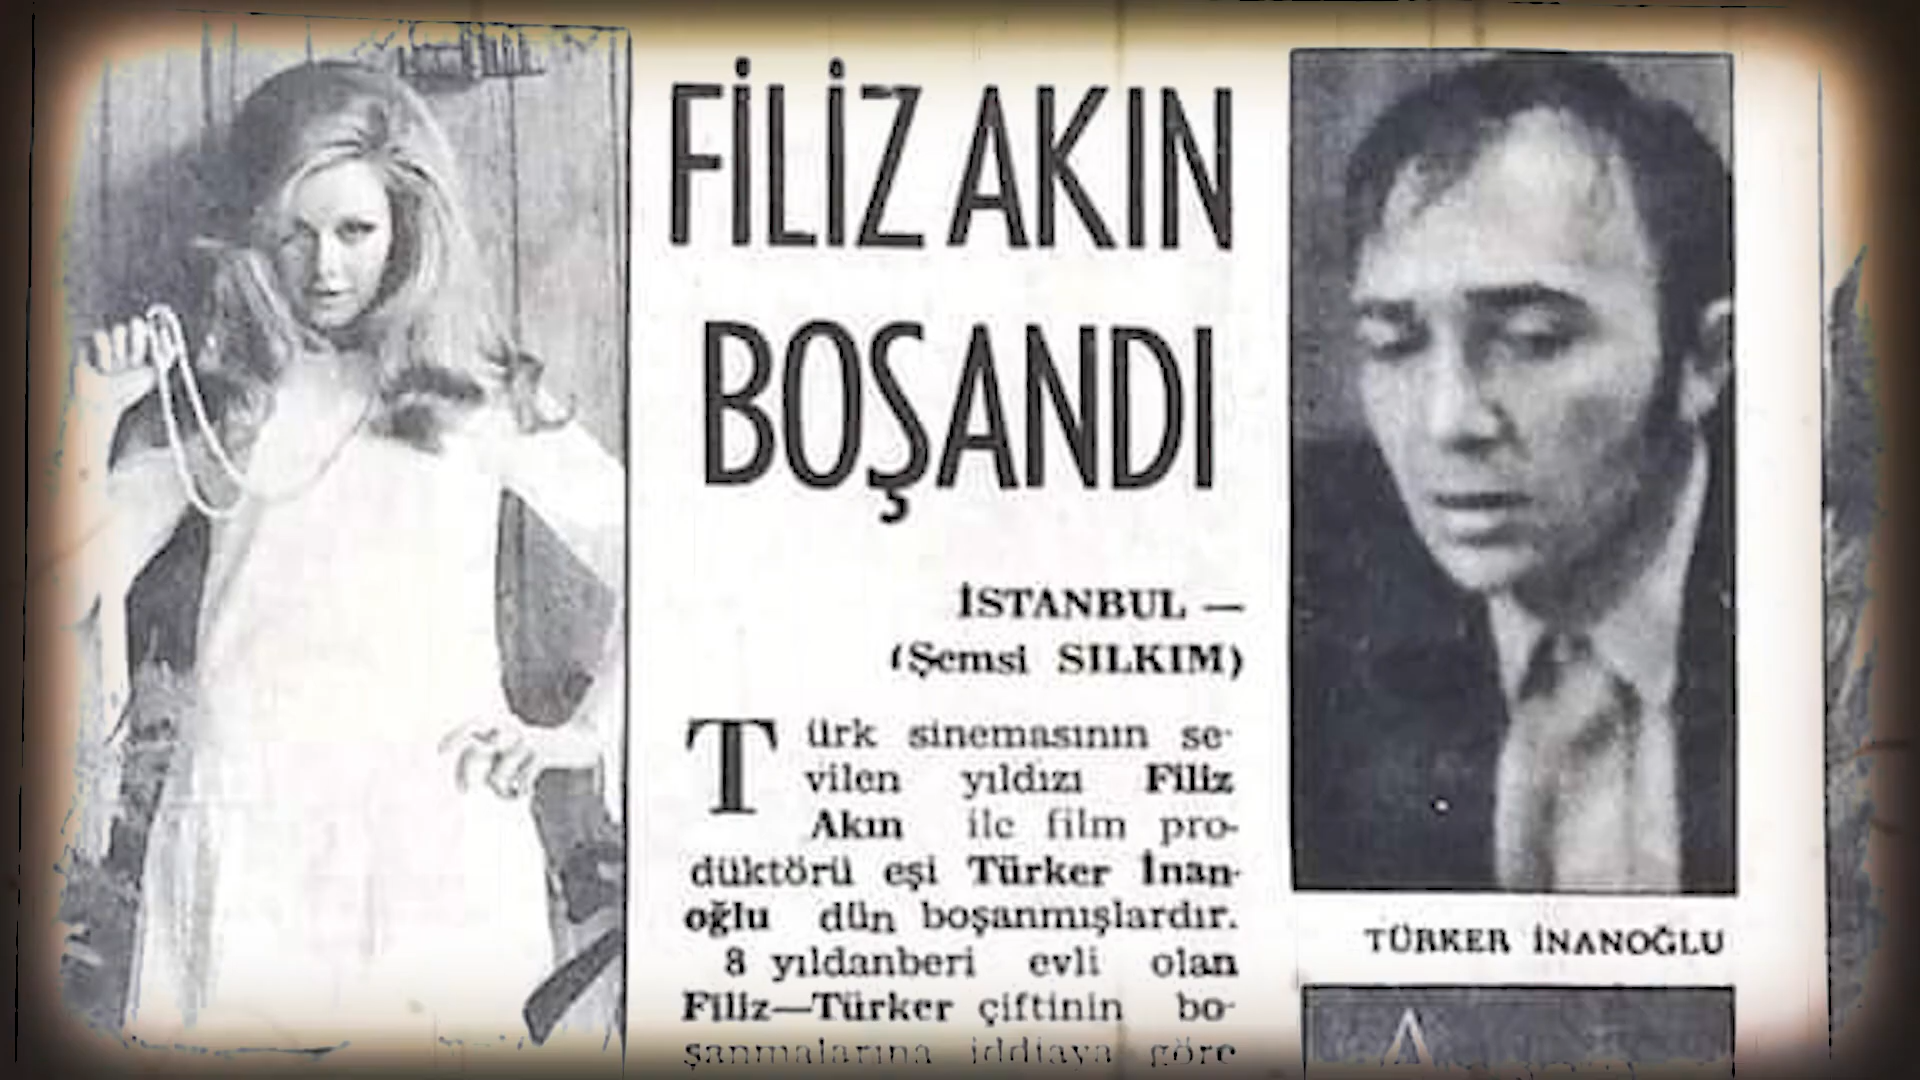 FİLİZ AKIN
BOŞANDI
İSTANBUL —
(Şemsi SILKIM)
Türk sinemasının se-
vilen yıldızı Filiz
Akın ile film pro-
düktörü eşi Türker İnan-
oğlu dün boşanmışlardır.
8 yıldanberi evli olan
Filiz—Türker çiftinin bo-
şanmalarına iddiaya göre
TÜRKER İNANOĞLU